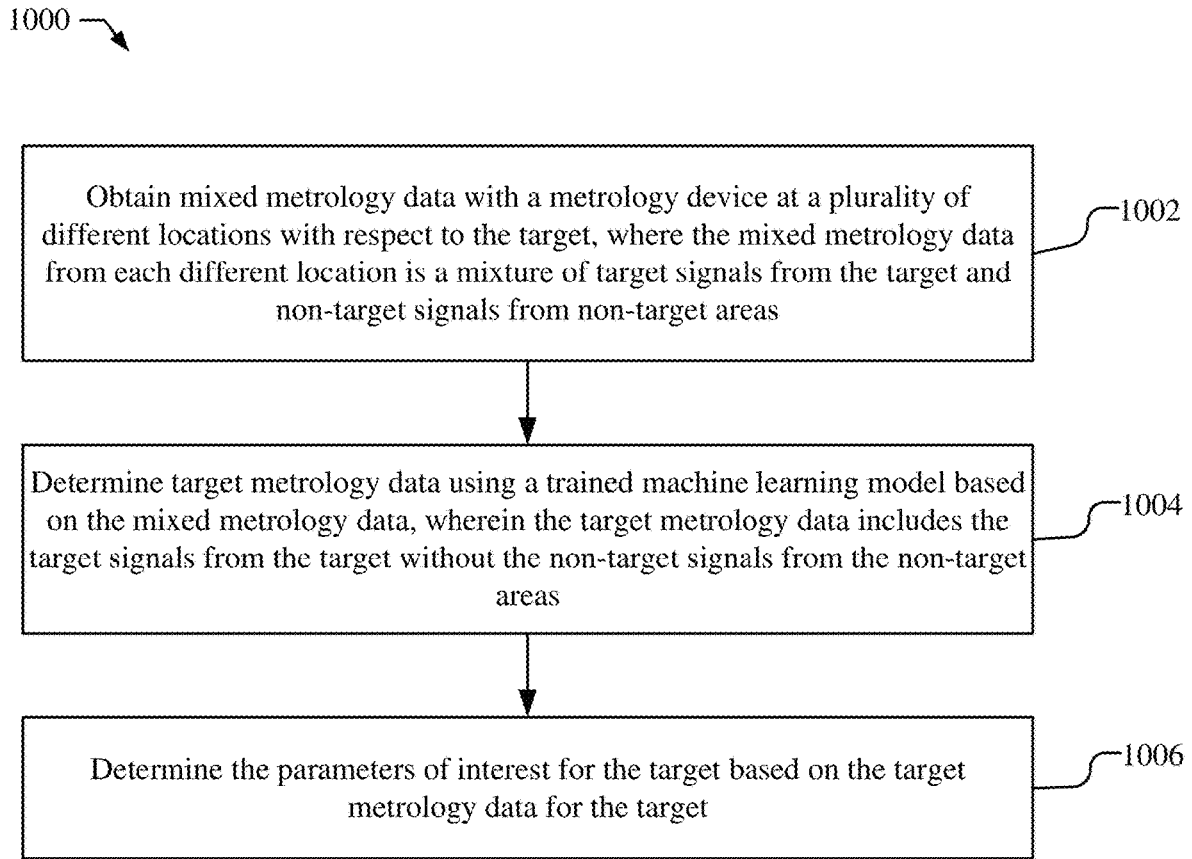 1000
Obtain mixed metrology data with a metrology device at a plurality of
different locations with respect to the target, where the mixed metrology data
from each different location is a mixture of target signals from the target and
non-target signals from non-target areas
1002
Determine target metrology data using a trained machine learning model based
on the mixed metrology data, wherein the target metrology data includes the
target signals from the target without the non-target signals from the non-target
areas
1004
Determine the parameters of interest for the target based on the target
metrology data for the target
1006